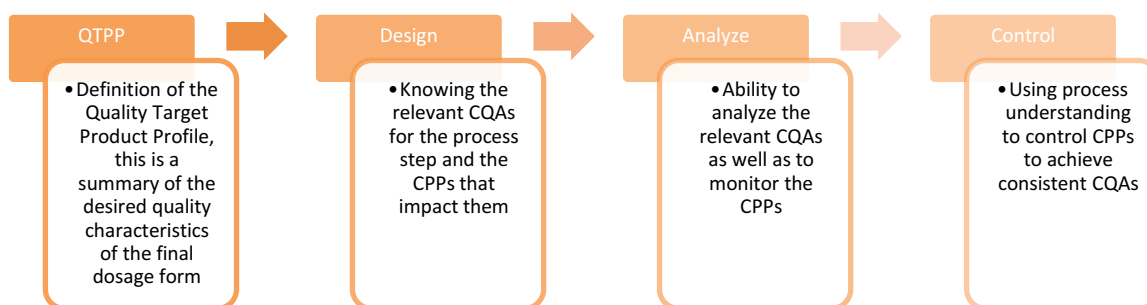 QTPP
•Definition of the
Quality Target
Product Profile,
this is a
summary of the
desired quality
characteristics
of the final
dosage form
Design
•Knowing the
relevant CQAs
for the process
step and the
CPPs that
impact them
Analyze
•Ability to
analyze the
relevant CQAs
as well as to
monitor the
CPPs
Control
•Using process
understanding
to control CPPs
to achieve
consistent CQAs